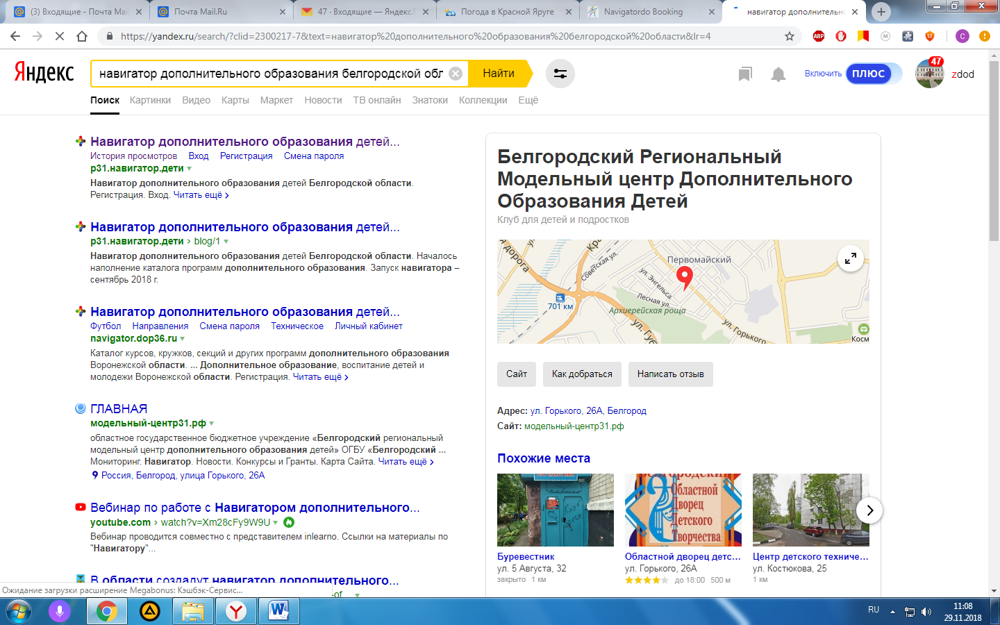 (3) Входящие - Почта Mai
Почта Mail.Ru
47 · Входящие — Яндекс.П
Погода в Красной Яруге
Navigatordo Booking
навигатор дополнительно
https://yandex.ru/search/?clid=2300217-7&text=навигатор%20дополнительного%20образования%20белгородской%20области&lr=4
Яндекс
навигатор дополнительного образования белгородской обл
Найти
Включить ПЛЮС
47
zdod
Поиск Картинки Видео Карты Маркет Новости ТВ онлайн Знатоки Коллекции Ещё
Навигатор дополнительного образования детей...
История просмотров Вход Регистрация Смена пароля
р31.навигатор.дети
Навигатор дополнительного образования детей Белгородской области.
Регистрация. Вход. Читать ещё >
Навигатор дополнительного образования детей...
р31.навигатор.дети > blog/1
Навигатор дополнительного образования детей Белгородской области. Началось
наполнение каталога программ дополнительного образования. Запуск навигатора –
сентябрь 2018 г.
Навигатор дополнительного образования детей...
Футбол Направления Смена пароля Техническое Личный кабинет
navigator.dop36.ru
Каталог курсов, кружков, секций и других программ дополнительного образования
Воронежской области. ... Дополнительное образование, воспитание детей и
молодежи Воронежской области. Регистрация. Читать ещё >
ГЛАВНАЯ
модельный-центр31.рф
областное государственное бюджетное учреждение «Белгородский региональный
модельный центр дополнительного образования детей» ОГБУ «Белгородский ...
Мониторинг. Навигатор. Новости. Конкурсы и Гранты. Карта Сайта. Читать ещё >
Россия, Белгород, улица Горького, 26А
Вебинар по работе с Навигатором дополнительного...
youtube.com > watch?v=Xm28cFy9W9U
Вебинар проводится совместно с представителем inlearno. Ссылки на материалы по
"Навигатору"...
В области создадут навигатор дополнительного...
-of
Ожидание загрузки расширение Megabonus: Кэшбэк-Сервис...
Белгородский Региональный
Модельный центр Дополнительного
Образования Детей
Клуб для детей и подростков
я дорога
ул.
Кра
Советская ул.
Первомайский
ул. Энгельса
Лесная ул.
701 км
Архиерейская роща
ул. Губ
ул. Горького
Косм
Сайт
Как добраться
Написать отзыв
Адрес: ул. Горького, 26А, Белгород
Сайт: модельный-центр31.рф
Похожие места
Областной
Дворец
Детского
Творчества
Буревестник
ул. 5 Августа, 32
закрыто 1 км
Областной дворец детс...
ул. Горького, 26А
до 18:00 500 м
Центр детского техниче...
ул. Костюкова, 25
1 км
RU
11:08
29.11.2018